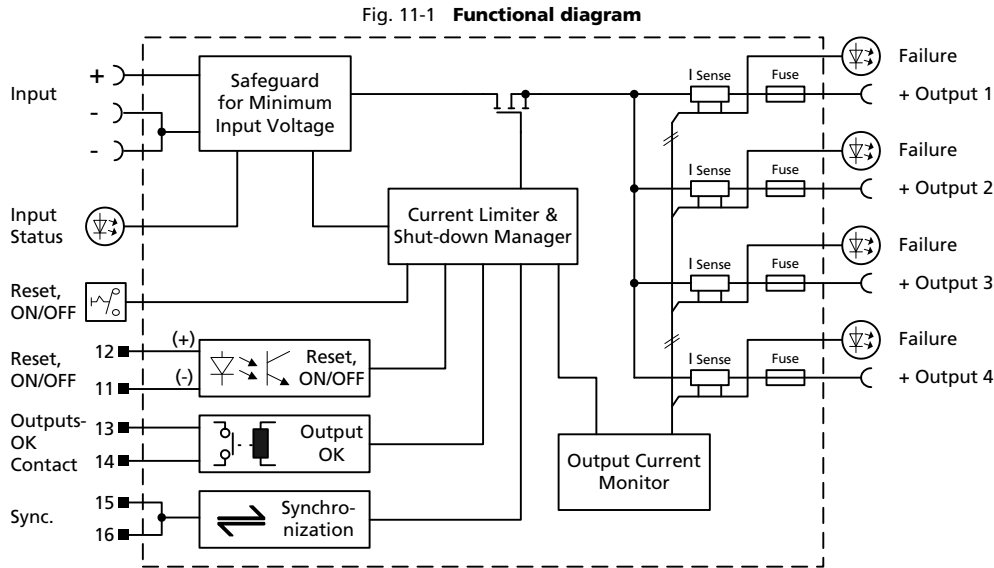 Fig. 11-1 Functional diagram
Input
+
-
-
Safeguard
for Minimum
Input Voltage
Input
Status
Current Limiter &
Shut-down Manager
Reset,
ON/OFF
Reset,
ON/OFF
12
(+)
11
(-)
Reset,
ON/OFF
Outputs-
OK
Contact
13
14
Output
OK
Sync.
15
16
Synchro-
nization
Output Current
Monitor
I Sense
Fuse
Failure
+ Output 1
I Sense
Fuse
Failure
+ Output 2
I Sense
Fuse
Failure
+ Output 3
I Sense
Fuse
Failure
+ Output 4